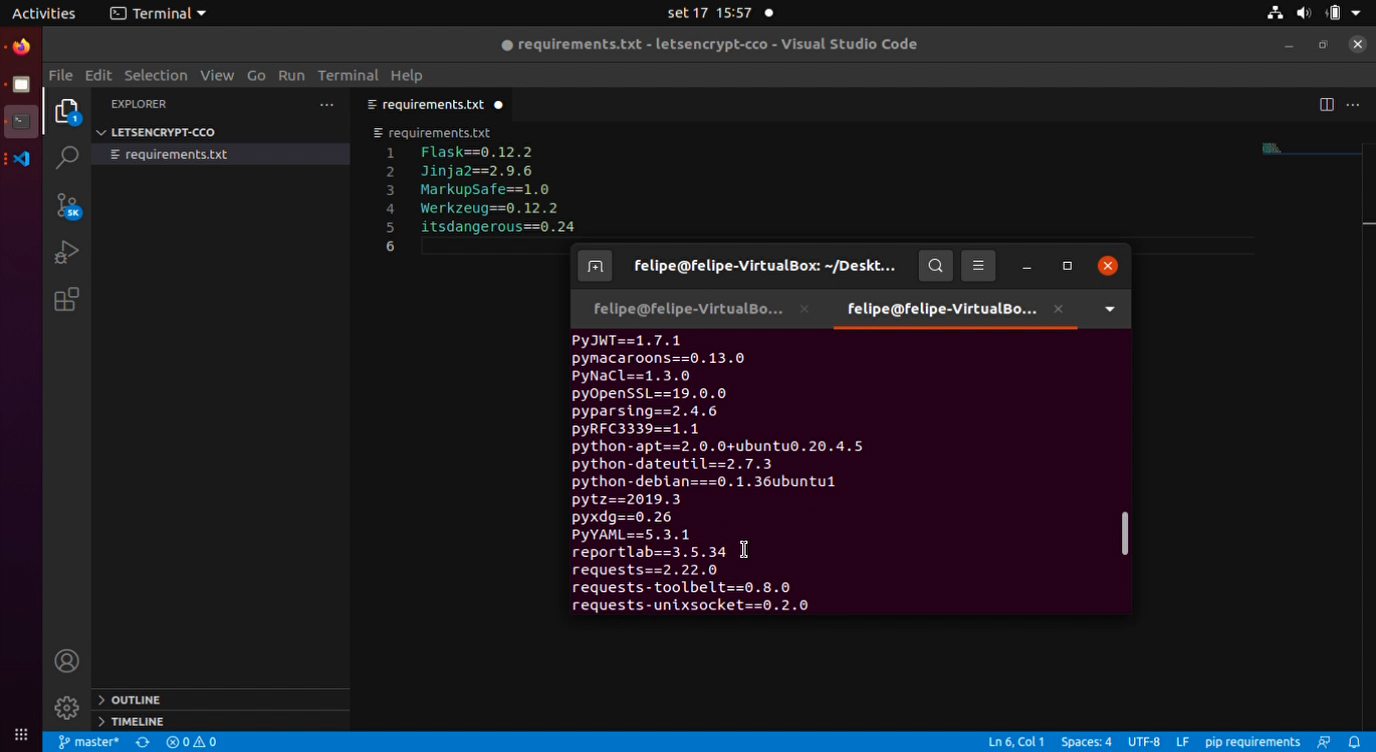 Activities
Terminal
set 17 15:57
requirements.txt - letsencrypt-cco - Visual Studio Code
File Edit Selection View Go Run Terminal Help
EXPLORER
requirements.txt
LETSENCRYPT-CCO
requirements.txt
requirements.txt
1 Flask==0.12.2
2 Jinja2==2.9.6
3 MarkupSafe==1.0
4 Werkzeug==0.12.2
5 itsdangerous==0.24
6
1
5K
felipe@felipe-VirtualBox: ~/Deskt...
felipe@felipe-VirtualBo...
felipe@felipe-VirtualBo...
PyJWT==1.7.1
pymacaroons==0.13.0
PyNaCl==1.3.0
pyOpenSSL==19.0.0
pyparsing==2.4.6
pyRFC3339==1.1
python-apt==2.0.0+ubuntu0.20.4.5
python-dateutil==2.7.3
python-debian===0.1.36ubuntu1
pytz==2019.3
pyxdg==0.26
PyYAML==5.3.1
reportlab==3.5.34
requests==2.22.0
requests-toolbelt==0.8.0
requests-unixsocket==0.2.0
OUTLINE
TIMELINE
master*
0 0
Ln 6, Col 1
Spaces: 4
UTF-8
LF
pip requirements